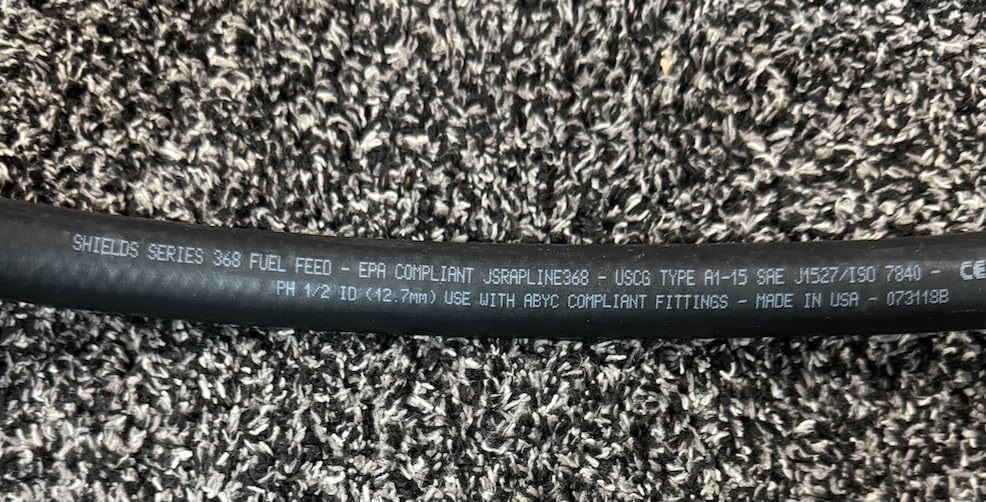 SHIELDS SERIES 368 FUEL FEED - EPA COMPLIANT JSRAPLINE368 - USCG TYPE A1-15 SAE J1527/ISO 7840 - CE
PH 1/2 ID (12.7mm) USE WITH ABYC COMPLIANT FITTINGS - MADE IN USA - 073118B